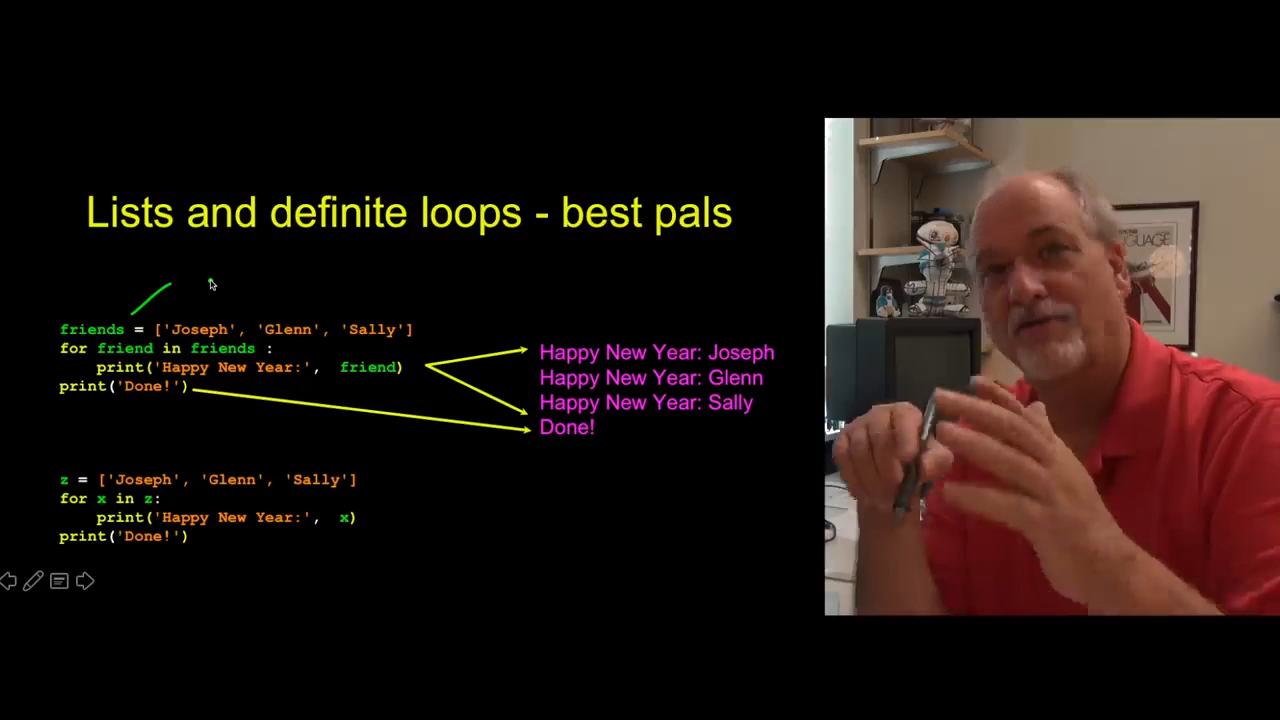 Lists and definite loops - best pals
friends = ['Joseph', 'Glenn', 'Sally']
for friend in friends :
    print('Happy New Year:',  friend)
print('Done!')
Happy New Year: Joseph
Happy New Year: Glenn
Happy New Year: Sally
Done!
z = ['Joseph', 'Glenn', 'Sally']
for x in z:
    print('Happy New Year:',  x)
print('Done!')